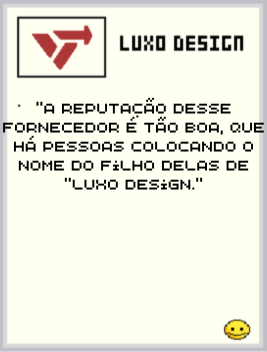 LUXO DESIGN
"A REPUTAÇÃO DESSE
FORNECEDOR É TÃO BOA, QUE
HÁ PESSOAS COLOCANDO O
NOME DO FiLHO DELAS DE
"LUXO DESiGN."